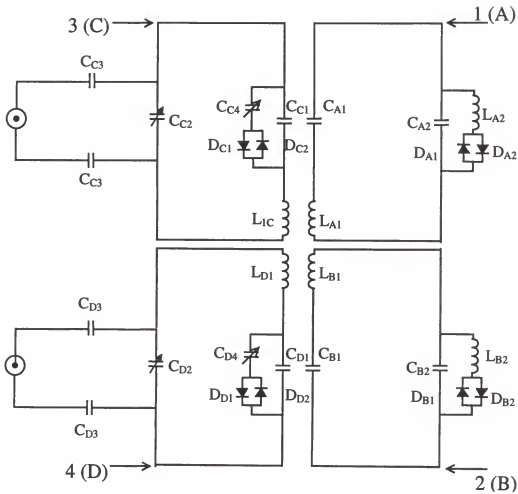 3 (C)
1 (A)
C_C3
C_C2
C_C4
C_C1
C_A1
D_C1
D_C2
C_A2
L_A2
D_A1
D_A2
C_C3
L_1C
L_A1
L_D1
L_B1
C_D3
C_D2
C_D4
C_D1
C_B1
D_D1
D_D2
C_B2
L_B2
D_B1
D_B2
C_D3
4 (D)
2 (B)